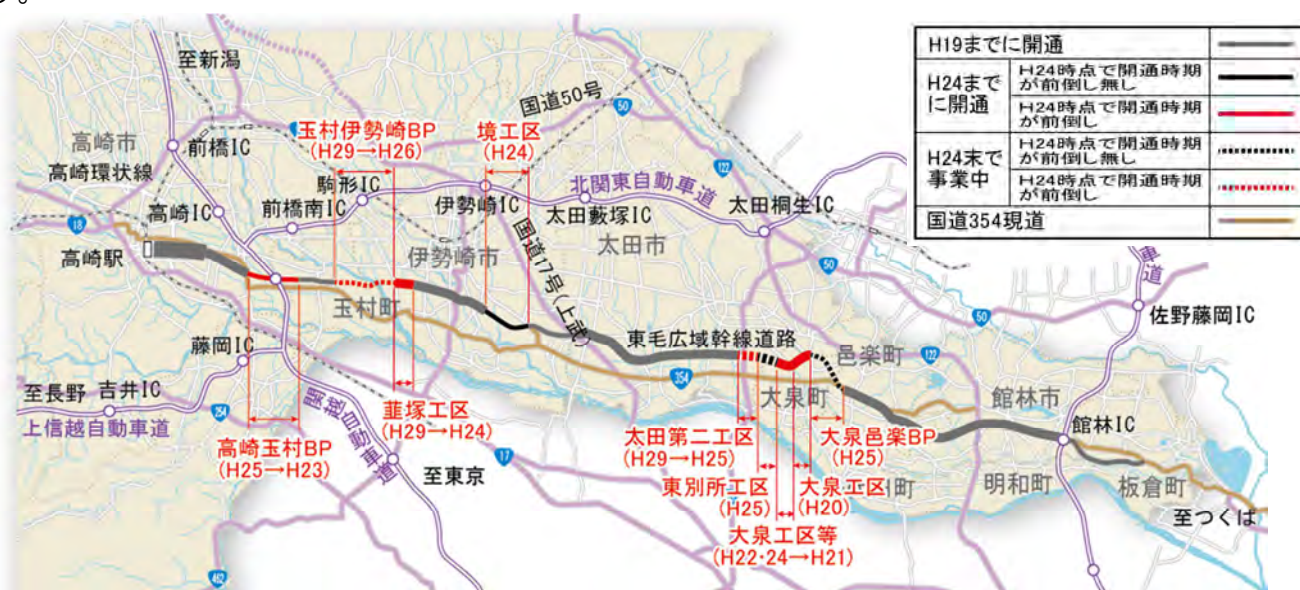 る。
至新潟
高崎市
高崎環状線
前橋IC
高崎IC
前橋南IC
駒形IC
18
高崎駅
玉村伊勢崎BP
(H29→H26)
境工区
(H24)
国道50号
50
北関東自動車道
伊勢崎IC
太田藪塚IC
太田桐生IC
伊勢崎市
国道17号(上武)
太田市
122
50
50
玉村町
東毛広域幹線道路
354
邑楽町
122
佐野藤岡IC
車道
藤岡IC
至長野
吉井IC
上信越自動車道
254
高崎玉村BP
(H25→H23)
関越自動車道
韮塚工区
(H29→H24)
至東京
17
462
大泉町
太田第二工区
(H29→H25)
大泉邑楽BP
(H25)
東別所工区
(H25)
大泉工区
(H20)
大泉工区等
(H22・24→H21)
川町
館林市
館林IC
明和町
板倉町
至つくば
H19までに開通
H24まで
に開通
H24時点で開通時期
が前倒し無し
H24時点で開通時期
が前倒し
H24末で
事業中
H24時点で開通時期
が前倒し無し
H24時点で開通時期
が前倒し
国道354現道